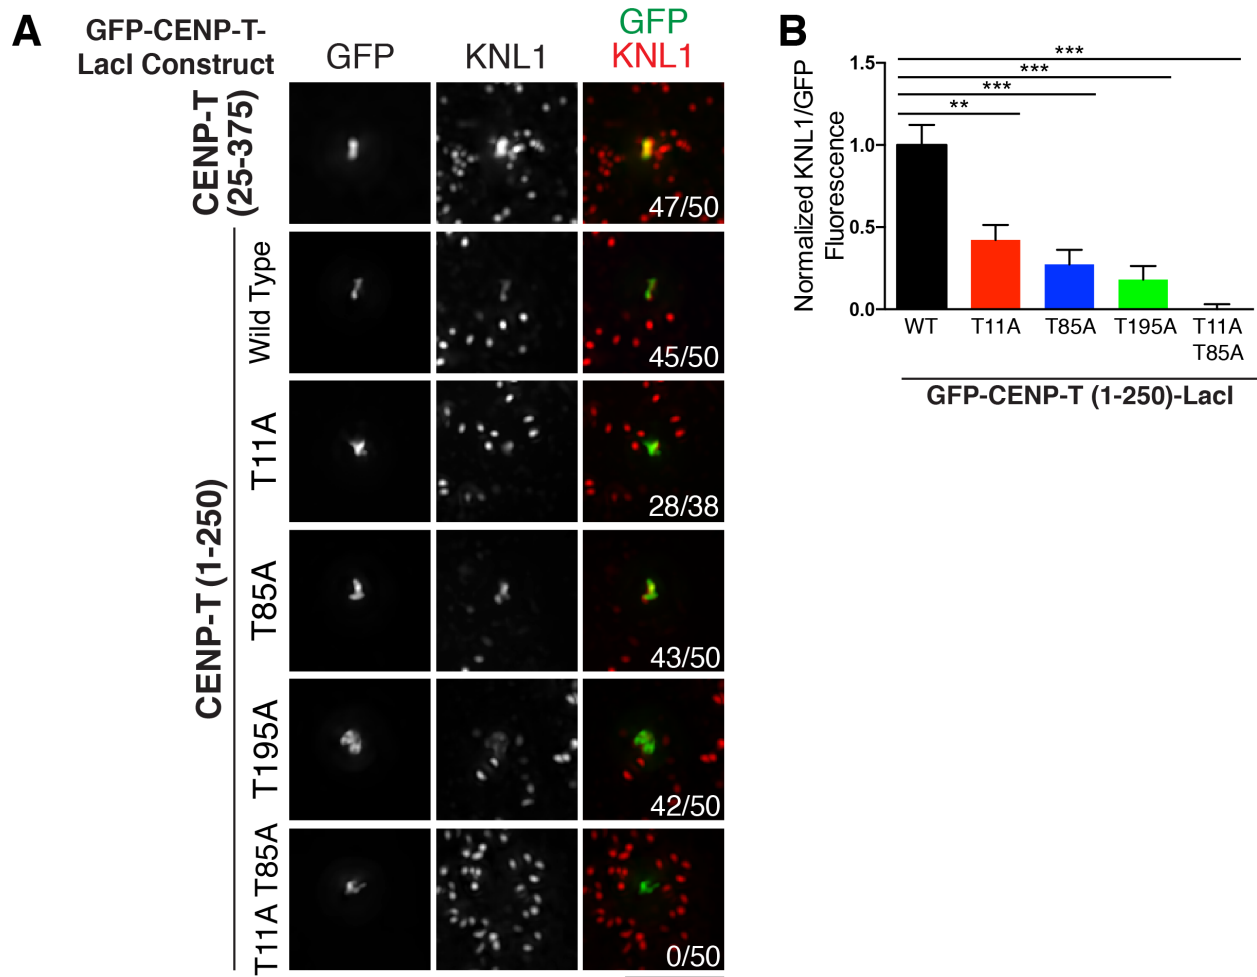 A
GFP-CENP-T-
LacI Construct
GFP
KNL1
GFP
KNL1
CENP-T
(25-375)
47/50
CENP-T (1-250)
Wild Type
45/50
T11A
28/38
T85A
43/50
T195A
42/50
T11A T85A
0/50
B
Normalized KNL1/GFP
Fluorescence
1.5
1.0
0.5
0.0
***
***
***
**
WT
T11A
T85A
T195A
T11A
T85A
GFP-CENP-T (1-250)-LacI